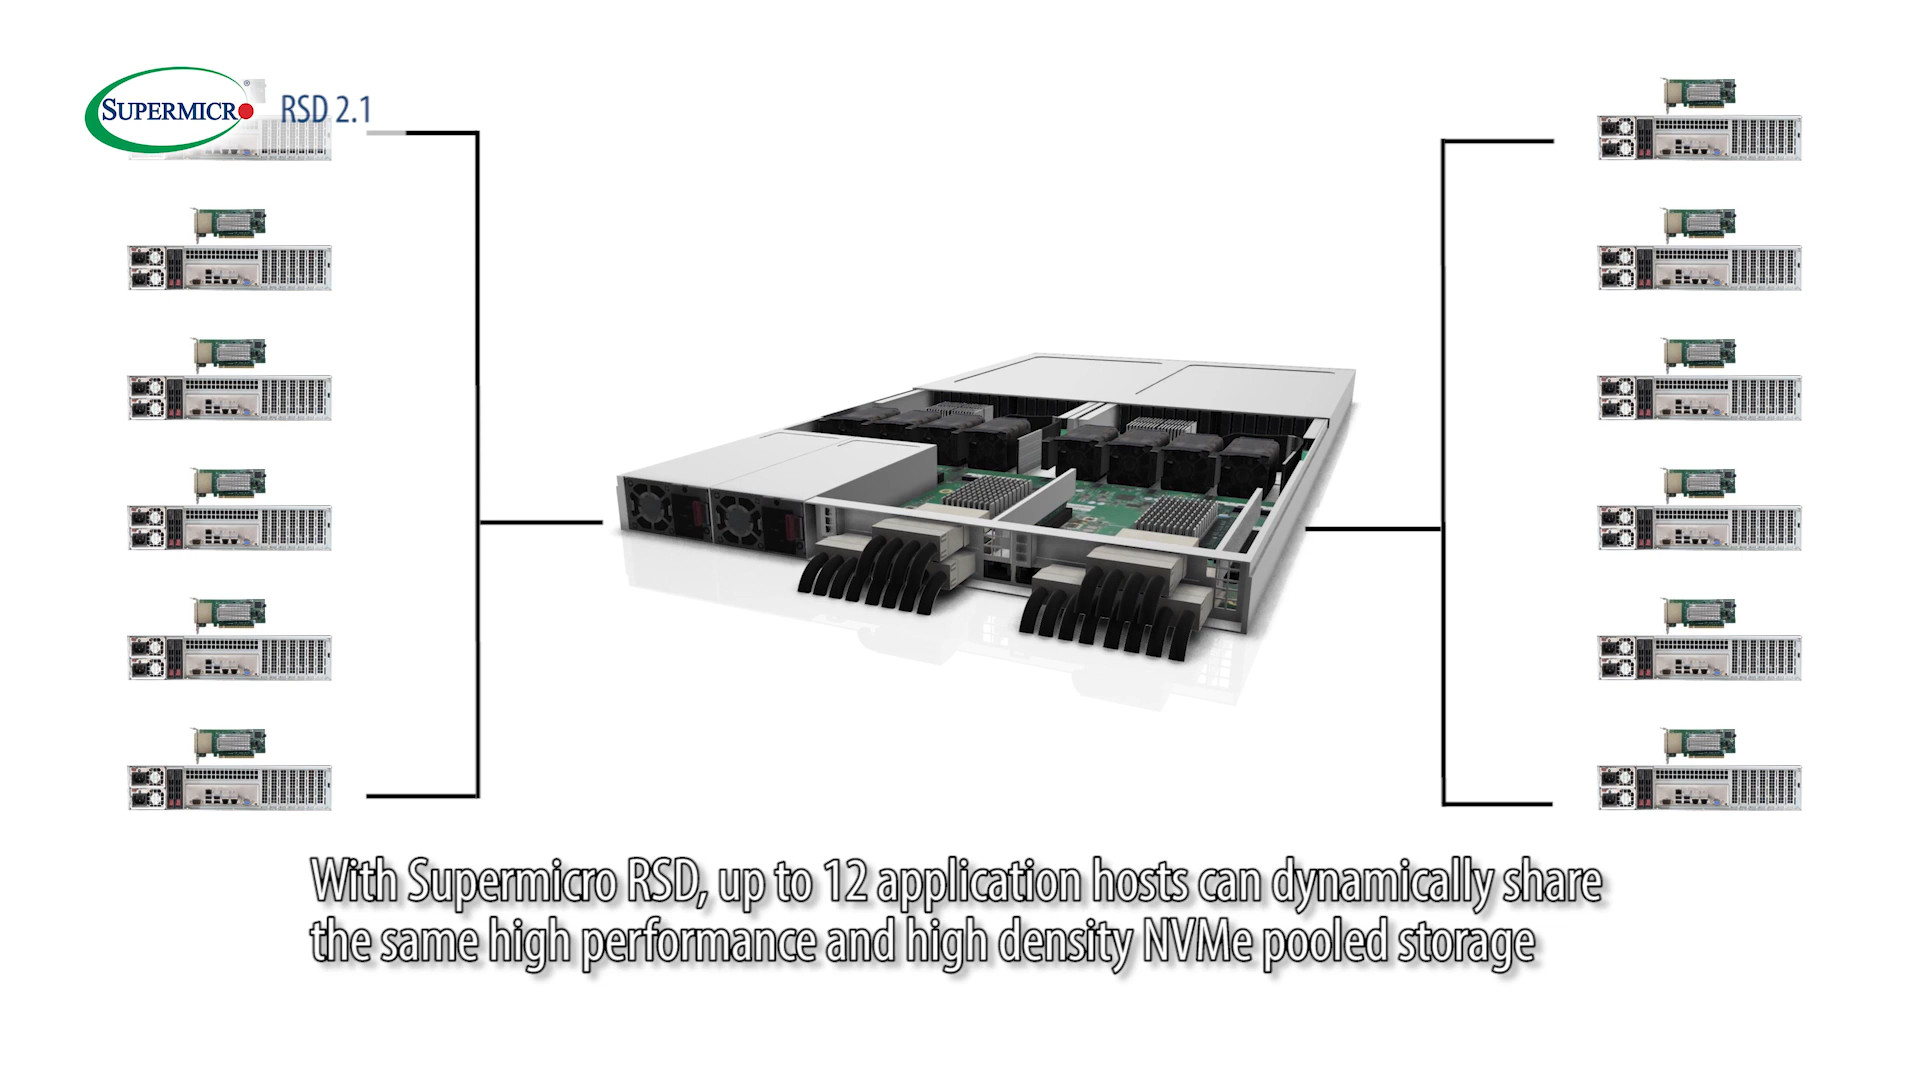 SUPERMICRO® RSD 2.1
With Supermicro RSD, up to 12 application hosts can dynamically share
the same high performance and high density NVMe pooled storage